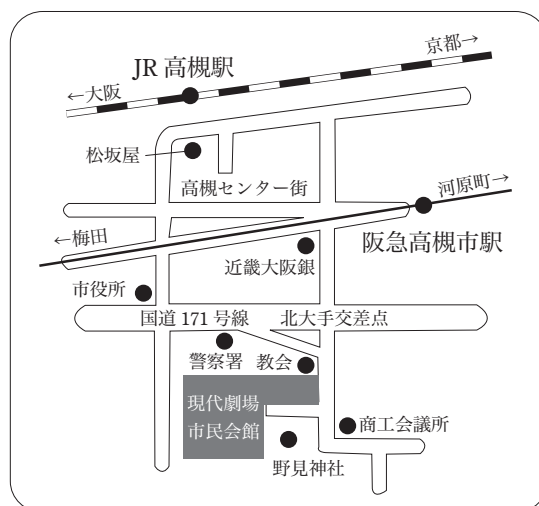 京都→
JR 高槻駅
←大阪
松坂屋
高槻センター街
河原町→
←梅田
阪急高槻市駅
近畿大阪銀
市役所
国道 171 号線
北大手交差点
警察署
教会
現代劇場
市民会館
商工会議所
野見神社